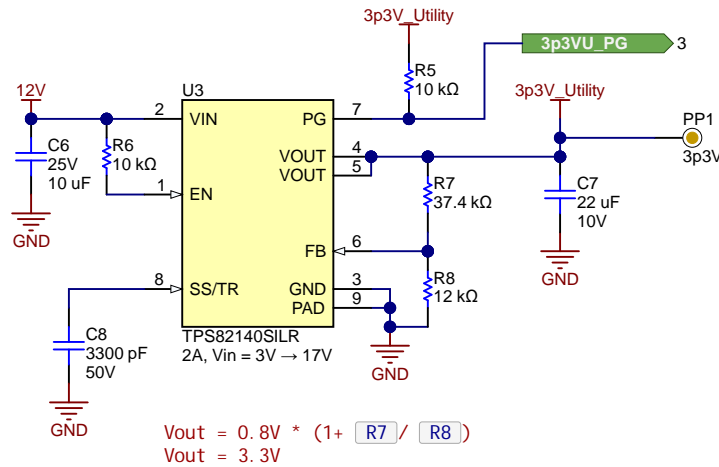 3p3V_Utility
3p3VU_PG 3
12V
U3
R5
10 kΩ
3p3V_Utility
2 VIN PG 7
PP1
3p3V
C6
25V
10 uF
R6
10 kΩ
VOUT 4
VOUT 5
1 EN
R7
37.4 kΩ
C7
22 uF
10V
GND
FB 6
GND
8 SS/TR
GND 3
PAD 9
R8
12 kΩ
C8
3300 pF
50V
TPS82140SILR
2A, Vin = 3V → 17V
GND
GND
Vout = 0.8V * (1+ R7 / R8 )
Vout = 3.3V